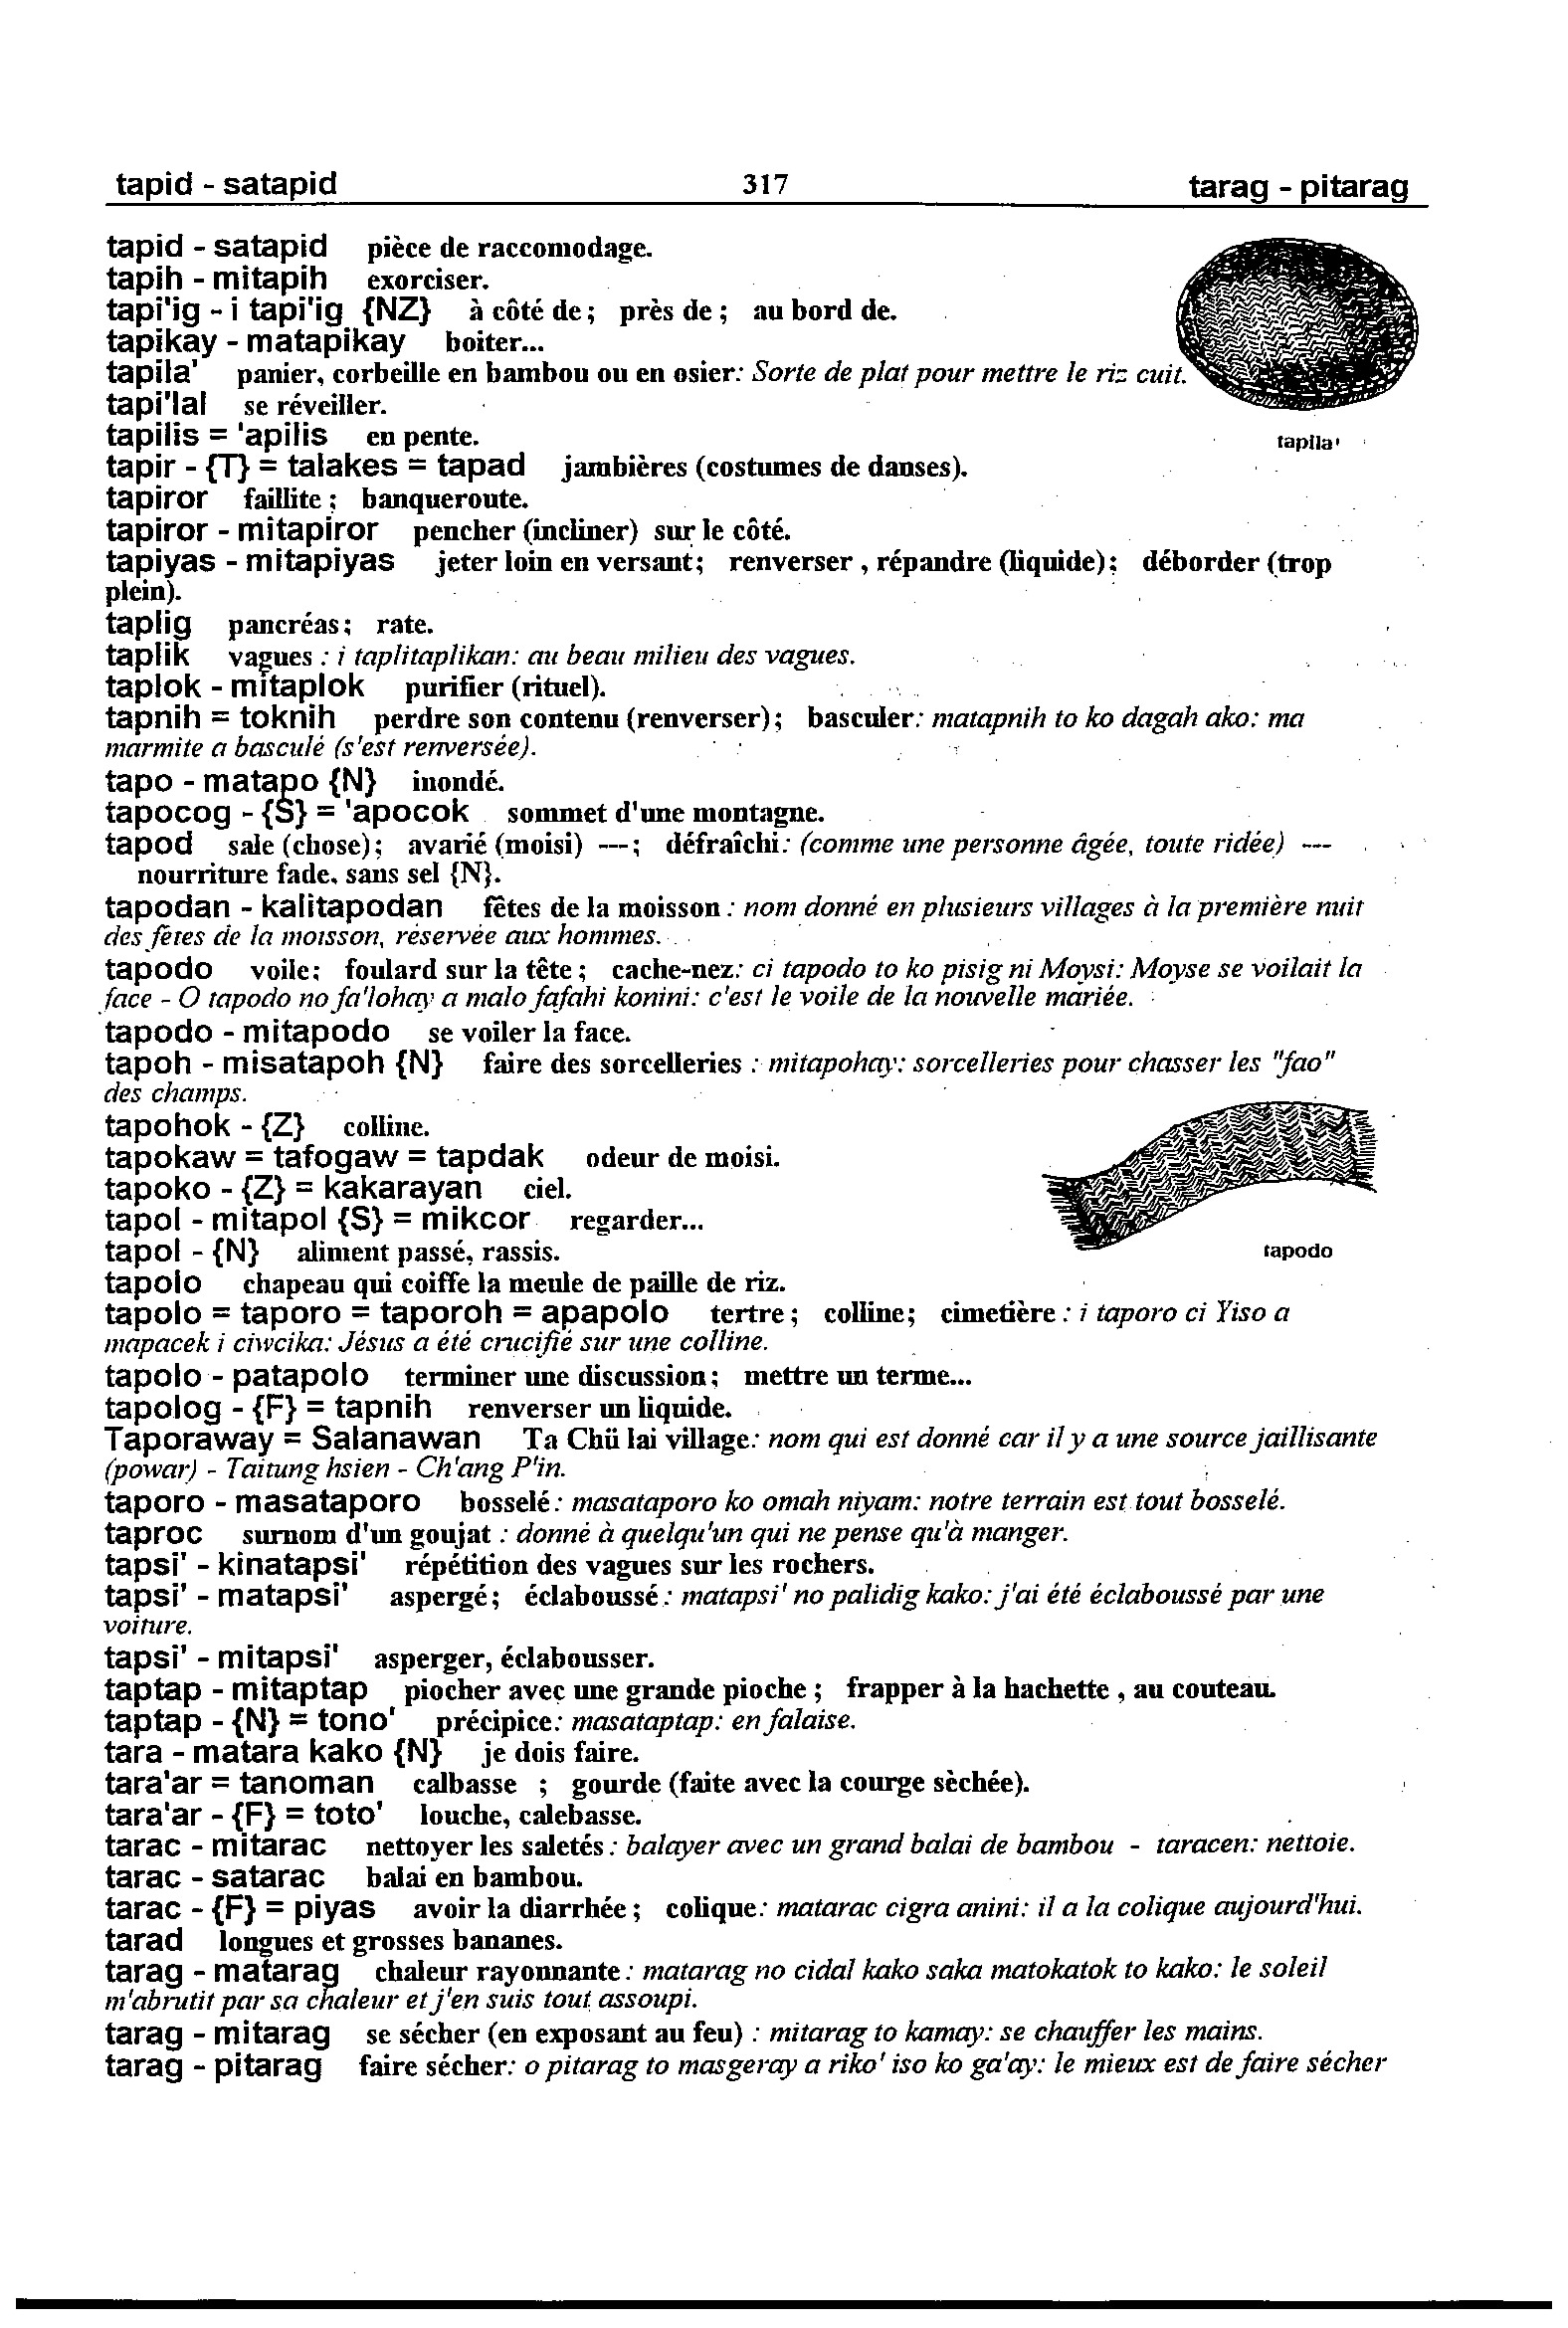 tapid - satapid 317 tarag - pitarag
tapid - satapid pièce de raccomodage.
tapih - mitapih exorciser.
tapi'ig - i tapi'ig {NZ} à côté de ; près de ; au bord de.
tapikay - matapikay boiter...
tapila' panier, corbeille en bambou ou en osier: Sorte de plat pour mettre le riz cuit.
tapi'lal se réveiller.
tapilis = 'apilis en pente.
tapila'
tapir - {T} = talakes = tapad jambières (costumes de danses).
tapiror faillite ; banqueroute.
tapiror - mitapiror pencher (incliner) sur le côté.
tapiyas - mitapiyas jeter loin en versant ; renverser , répandre (liquide) ; déborder (trop
plein).
taplig pancréas ; rate.
taplik vagues : i taplitaplikan: au beau milieu des vagues.
taplok - mitaplok purifier (rituel).
tapnih = toknih perdre son contenu (renverser) ; basculer: matapnih to ko dagah ako: ma
marmite a basculé (s'est renversée).
tapo - matapo {N} inondé.
tapocog - {S} = 'apocok sommet d'une montagne.
tapod sale (chose) ; avarié (moisi) ---; défraîchi: (comme une personne âgée, toute ridée) ---
nourriture fade, sans sel {N}.
tapodan - kalitapodan fêtes de la moisson : nom donné en plusieurs villages à la première nuit
des fêtes de la moisson, réservée aux hommes.
tapodo voile; foulard sur la tête ; cache-nez: ci tapodo to ko pisig ni Moysi: Moyse se voilait la
face - O tapodo no fa'lohay a malo fafahi konini: c'est le voile de la nouvelle mariée.
tapodo - mitapodo se voiler la face.
tapoh - misatapoh {N} faire des sorcelleries : mitapohay: sorcelleries pour chasser les "fao"
des champs.
tapohok - {Z} colline.
tapokaw = tafogaw = tapdak odeur de moisi.
tapoko - {Z} = kakarayan ciel.
tapol - mitapol {S} = mikcor regarder...
tapol - {N} aliment passé, rassis.
tapodo
tapolo chapeau qui coiffe la meule de paille de riz.
tapolo = taporo = taporoh = apapolo tertre ; colline; cimetière : i taporo ci Yiso a
mapacek i ciwcika: Jésus a été crucifié sur une colline.
tapolo - patapolo terminer une discussion ; mettre un terme...
tapolog - {F} = tapnih renverser un liquide.
Taporaway = Salanawan Ta Chü lai village: nom qui est donné car il y a une source jaillisante
(powar) - Taitung hsien - Ch'ang P'in.
taporo - masataporo bosselé : masataporo ko omah niyam: notre terrain est tout bosselé.
taproc surnom d'un goujat : donné à quelqu'un qui ne pense qu'à manger.
tapsi' - kinatapsi' répétition des vagues sur les rochers.
tapsi' - matapsi' aspergé ; éclaboussé : matapsi' no palidig kako: j'ai été éclaboussé par une
voiture.
tapsi' - mitapsi' asperger, éclabousser.
taptap - mitaptap piocher avec une grande pioche ; frapper à la hachette , au couteau.
taptap - {N} = tono' précipice: masataptap: en falaise.
tara - matara kako {N} je dois faire.
tara'ar = tanoman calbasse ; gourde (faite avec la courge sèchée).
tara'ar - {F} = toto' louche, calebasse.
tarac - mitarac nettoyer les saletés : balayer avec un grand balai de bambou - taracen: nettoie.
tarac - satarac balai en bambou.
tarac - {F} = piyas avoir la diarrhée ; colique: matarac cigra anini: il a la colique aujourd'hui.
tarad longues et grosses bananes.
tarag - matarag chaleur rayonnante : matarag no cidal kako saka matokatok to kako: le soleil
m'abrutit par sa chaleur et j'en suis tout assoupi.
tarag - mitarag se sécher (en exposant au feu) : mitarag to kamay: se chauffer les mains.
tarag - pitarag faire sécher: o pitarag to masgeray a riko' iso ko ga'ay: le mieux est de faire sécher